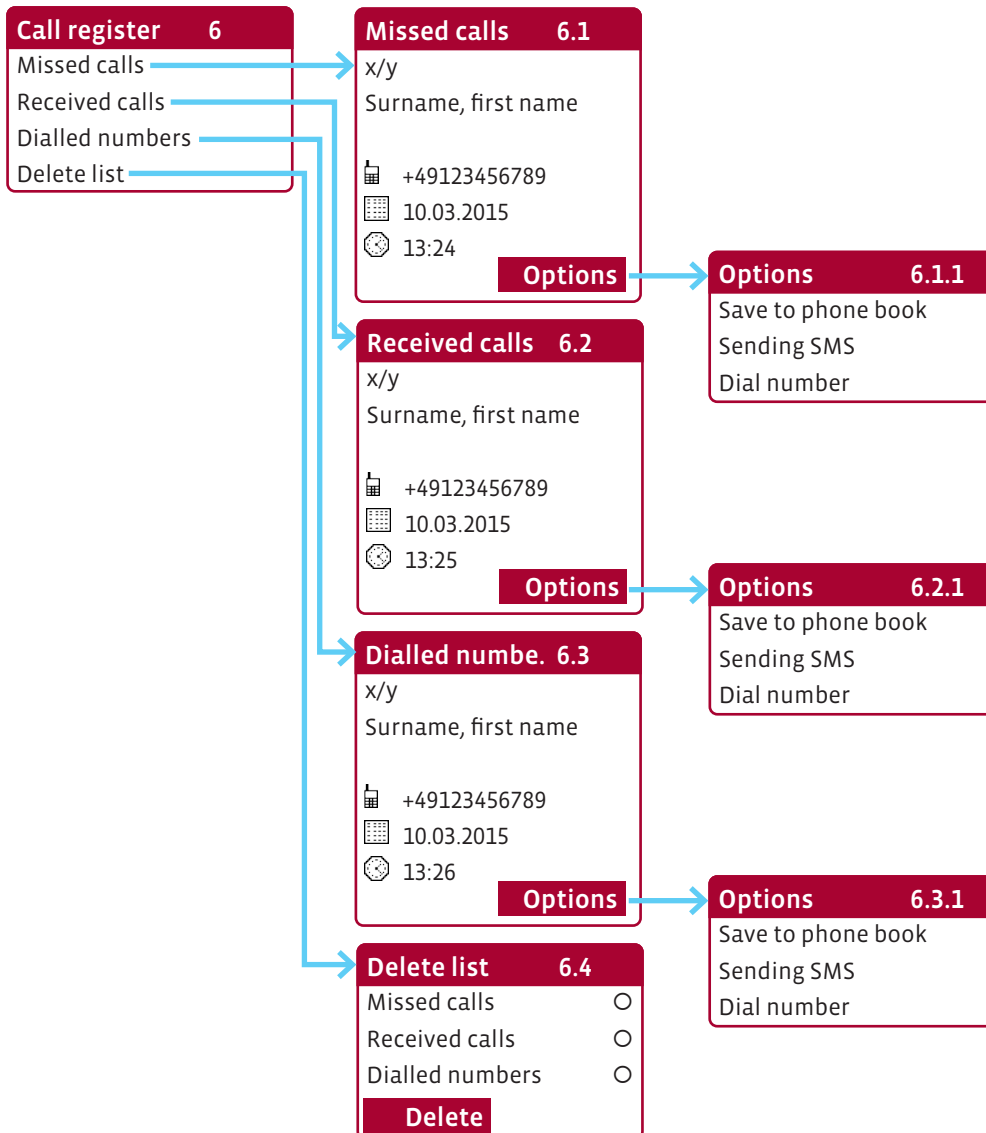 Call register 6
Missed calls
Received calls
Dialled numbers
Delete list
Missed calls 6.1
x/y
Surname, first name
+49123456789
10.03.2015
13:24
Options
Options 6.1.1
Save to phone book
Sending SMS
Dial number
Received calls 6.2
x/y
Surname, first name
+49123456789
10.03.2015
13:25
Options
Options 6.2.1
Save to phone book
Sending SMS
Dial number
Dialled numbe. 6.3
x/y
Surname, first name
+49123456789
10.03.2015
13:26
Options
Options 6.3.1
Save to phone book
Sending SMS
Dial number
Delete list 6.4
Missed calls
Received calls
Dialled numbers
Delete